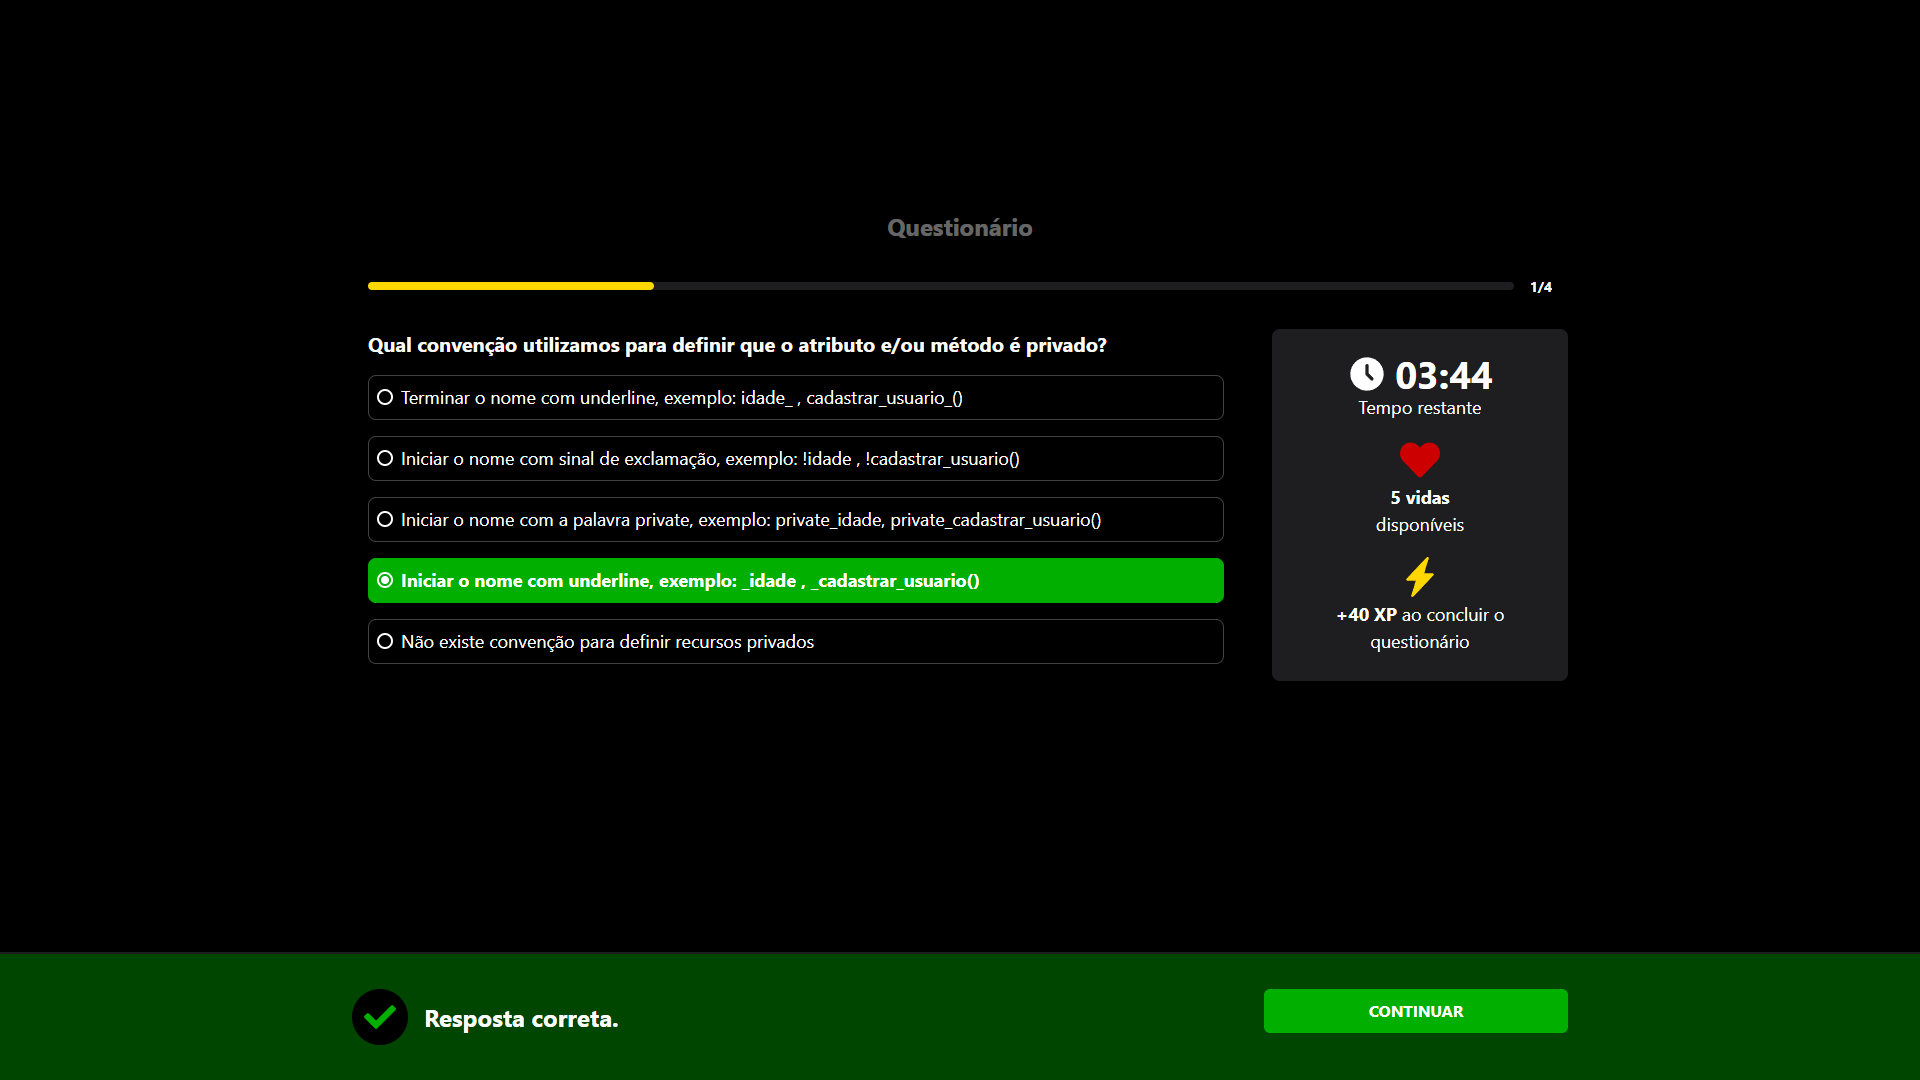 Questionário
1/4
Qual convenção utilizamos para definir que o atributo e/ou método é privado?
Terminar o nome com underline, exemplo: idade_ , cadastrar_usuario_()
Iniciar o nome com sinal de exclamação, exemplo: !idade , !cadastrar_usuario()
Iniciar o nome com a palavra private, exemplo: private_idade, private_cadastrar_usuario()
Iniciar o nome com underline, exemplo: _idade , _cadastrar_usuario()
Não existe convenção para definir recursos privados
03:44
Tempo restante
5 vidas
disponíveis
+40 XP ao concluir o
questionário
Resposta correta.
CONTINUAR